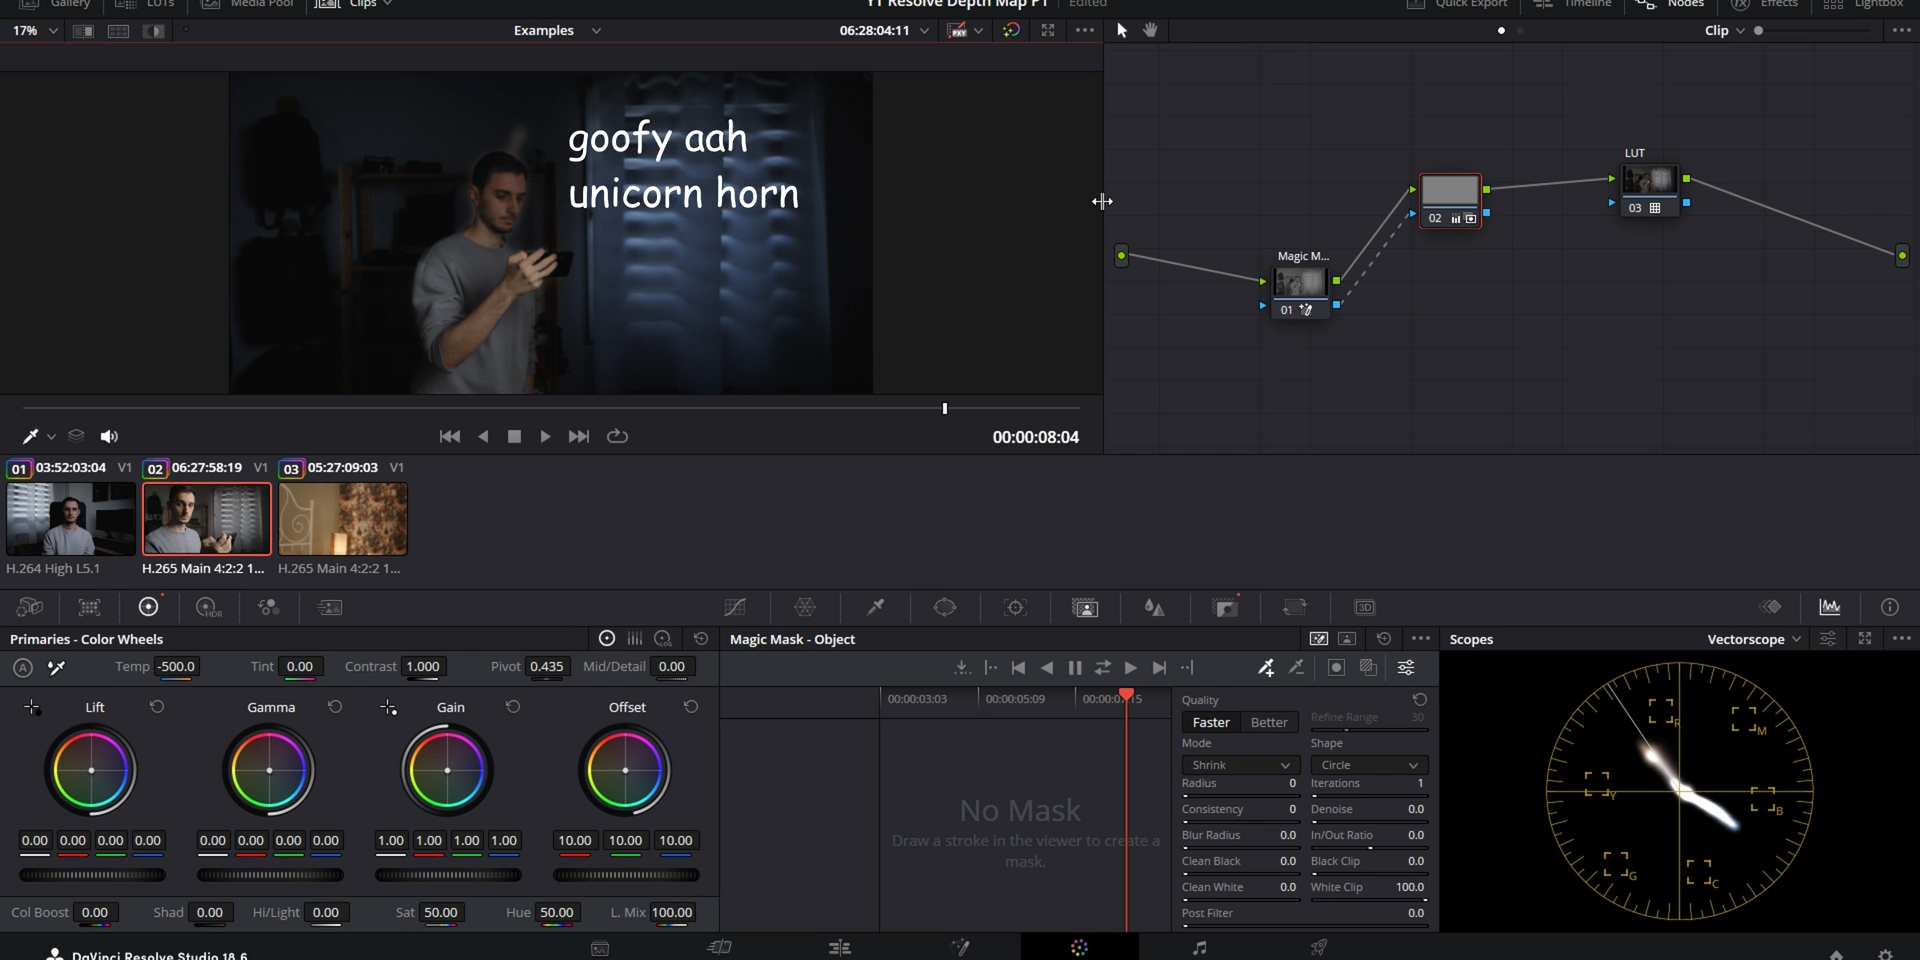 Gallery LUTs Media Pool Clips YT Resolve Depth Map P1 Edited Quick Export Timeline Nodes Effects Lightbox
17% Examples 06:28:04:11 PXY Clip
goofy aah
unicorn horn
LUT
03
02
Magic M...
01
00:00:08:04
01 03:52:03:04 V1 02 06:27:58:19 V1 03 05:27:09:03 V1
H.264 High L5.1 H.265 Main 4:2:2 1... H.265 Main 4:2:2 1...
HDR 3D
Primaries - Color Wheels
A Temp -500.0 Tint 0.00 Contrast 1.000 Pivot 0.435 Mid/Detail 0.00
Lift Gamma Gain Offset
0.00 0.00 0.00 0.00 0.00 0.00 0.00 0.00 1.00 1.00 1.00 1.00 10.00 10.00 10.00
Col Boost 0.00 Shad 0.00 Hi/Light 0.00 Sat 50.00 Hue 50.00 L. Mix 100.00
Magic Mask - Object
00:00:03:03 00:00:05:09
No Mask
Draw a stroke in the viewer to create a
mask.
Quality
Faster Better Refine Range 30
Mode Shape
Shrink Circle
Radius 0 Iterations 1
Consistency 0 Denoise 0.0
Blur Radius 0.0 In/Out Ratio 0.0
Clean Black 0.0 Black Clip 0.0
Clean White 0.0 White Clip 100.0
Post Filter 0.0
Scopes Vectorscope
R M
Y B
G C
DaVinci Resolve Studio 18.6